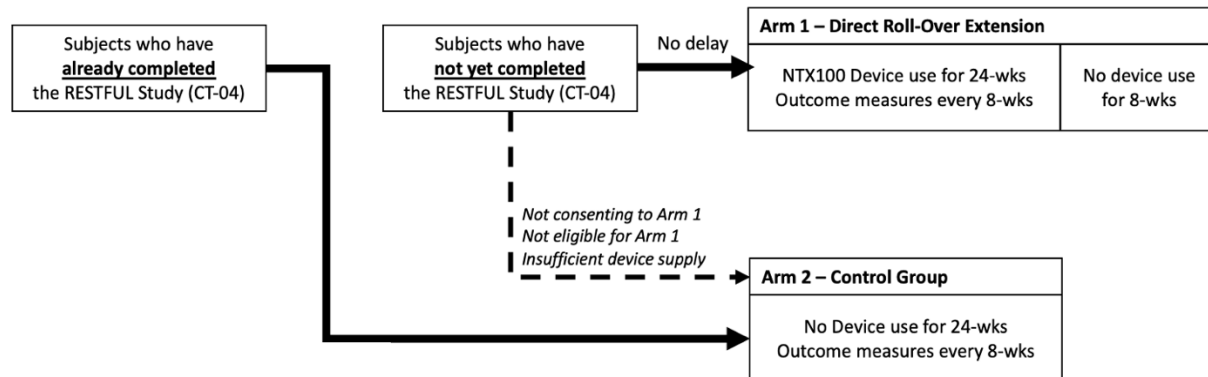 Subjects who have
already completed
the RESTFUL Study (CT-04)
Subjects who have
not yet completed
the RESTFUL Study (CT-04)
No delay
Arm 1 – Direct Roll-Over Extension
NTX100 Device use for 24-wks
Outcome measures every 8-wks
No device use
for 8-wks
Not consenting to Arm 1
Not eligible for Arm 1
Insufficient device supply
Arm 2 – Control Group
No Device use for 24-wks
Outcome measures every 8-wks